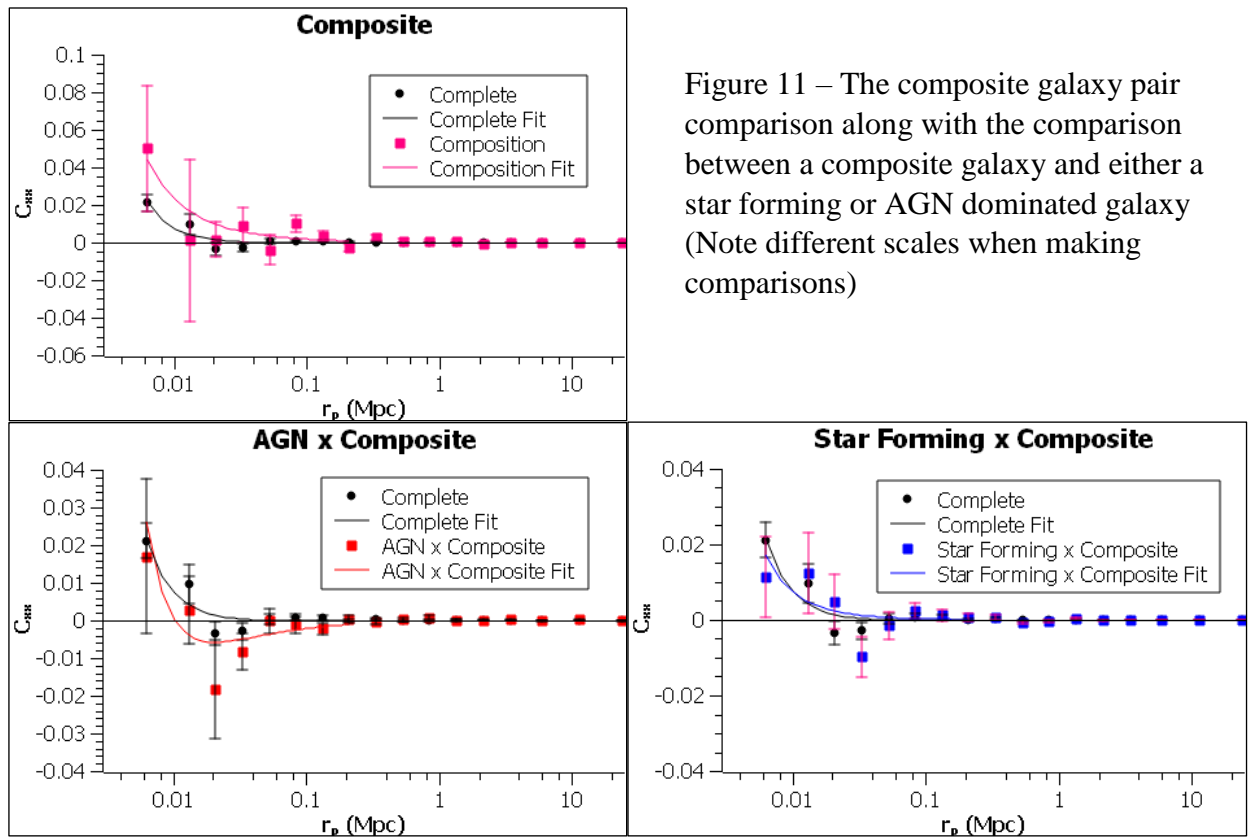 Composite
0.1
0.08
0.06
0.04
0.02
0
-0.02
-0.04
-0.06
Cxx
0.01
0.1
1
10
rp (Mpc)
Complete
Complete Fit
Composition
Composition Fit
Figure 11 – The composite galaxy pair
comparison along with the comparison
between a composite galaxy and either a
star forming or AGN dominated galaxy
(Note different scales when making
comparisons)
AGN x Composite
0.04
0.03
0.02
0.01
0
-0.01
-0.02
-0.03
-0.04
Cxx
0.01
0.1
1
10
rp (Mpc)
Complete
Complete Fit
AGN x Composite
AGN x Composite Fit
Star Forming x Composite
0.04
0.02
0
-0.02
-0.04
Cxx
0.01
0.1
1
10
rp (Mpc)
Complete
Complete Fit
Star Forming x Composite
Star Forming x Composite Fit